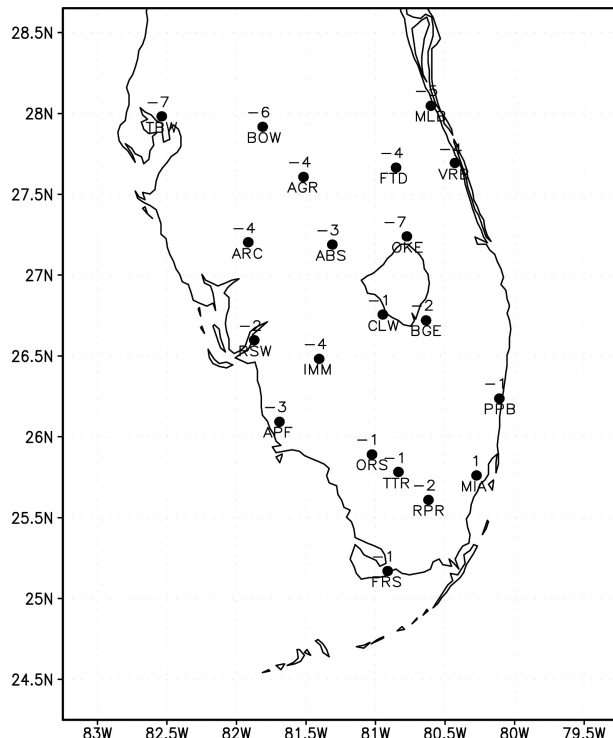 28.5N
−5
28N
−7
MLB
TBW
−6
BOW
−4
−4
−4
VRB
27.5N
AGR
FTD
−4
−3
−7
ARC
ABS
OKE
27N
−1
−2
−2
CLW
BGE
26.5N
RSW
−4
IMM
−1
−3
PPB
26N
APF
−1
ORS
−1
1
TTR
−2
MIA
25.5N
RPR
−1
FRS
25N
24.5N
83W 82.5W 82W 81.5W 81W 80.5W 80W 79.5W